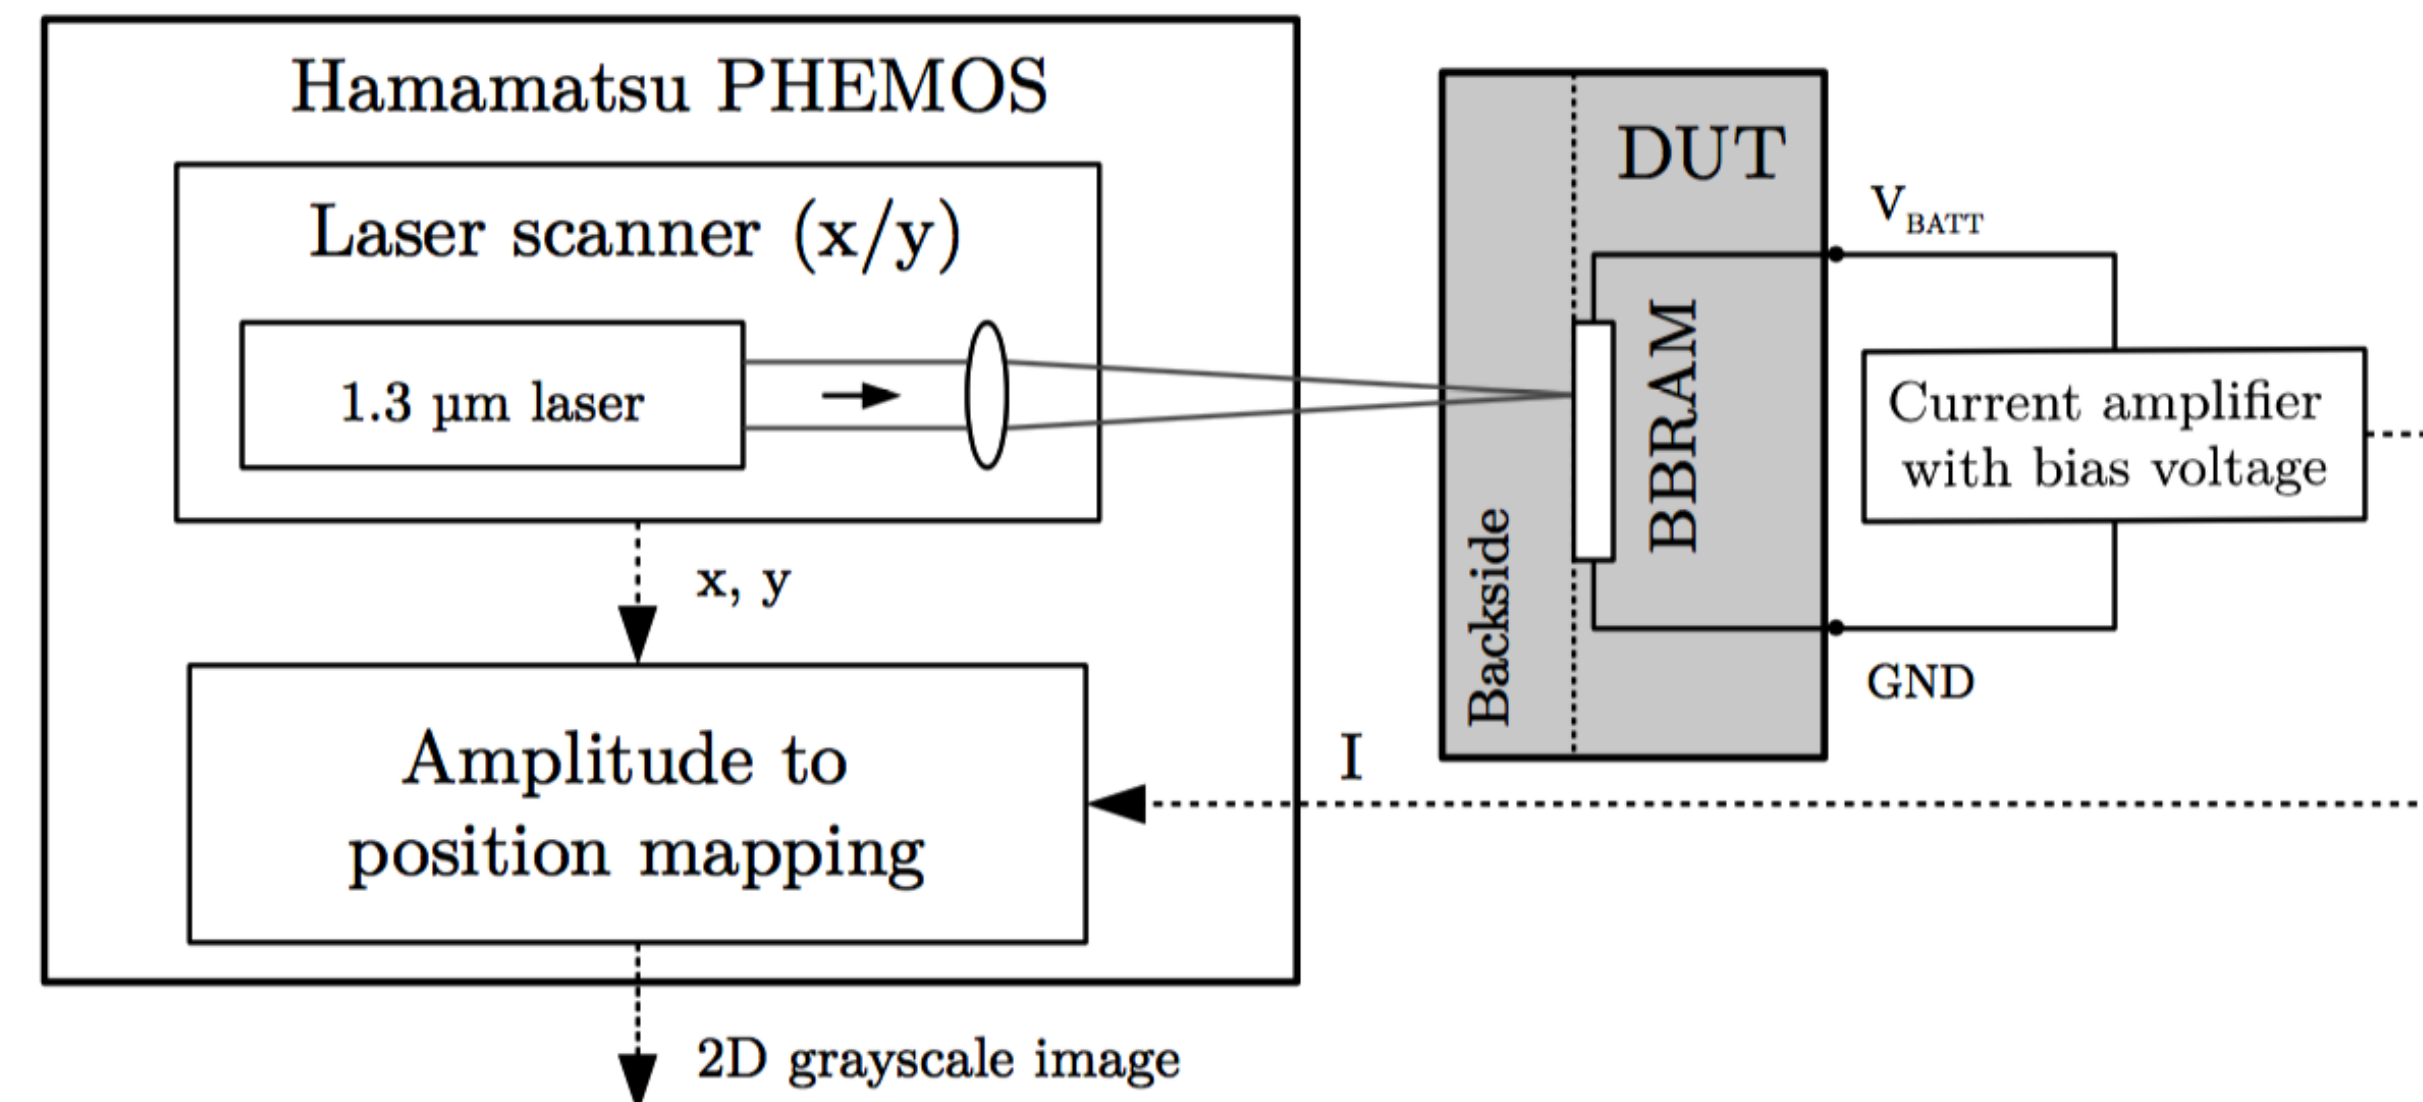 Hamamatsu PHEMOS
Laser scanner (x/y)
1.3 µm laser
x, y
Amplitude to
position mapping
2D grayscale image
I
DUT
Backside
BBRAM
V_BATT
Current amplifier
with bias voltage
GND